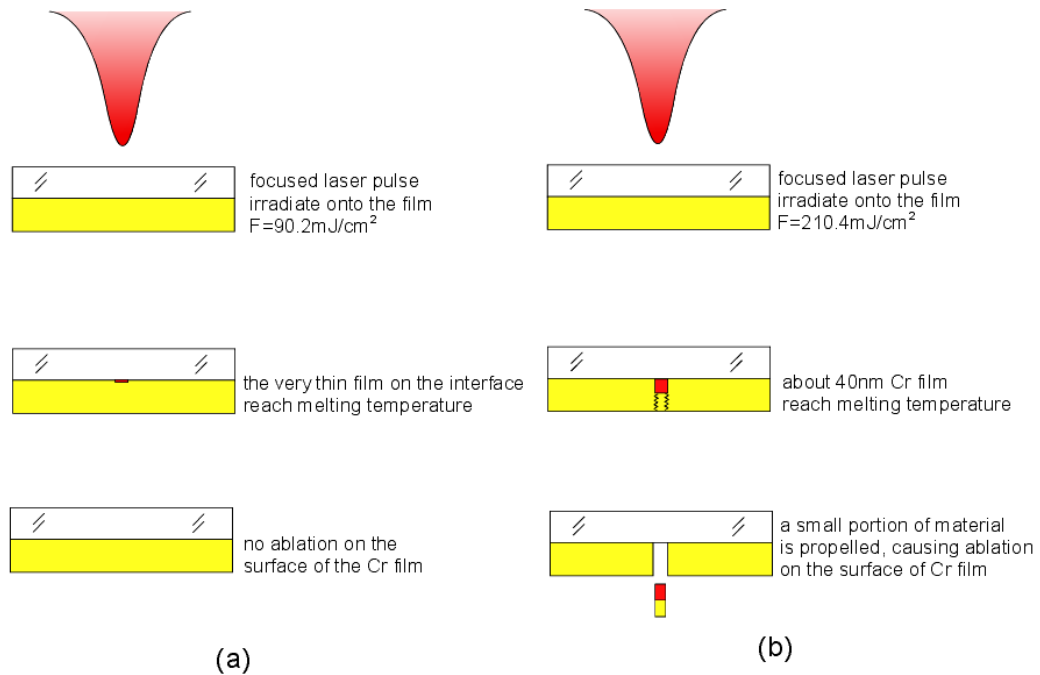 focused laser pulse
irradiate onto the film
F=90.2mJ/cm²
the very thin film on the interface
reach melting temperature
no ablation on the
surface of the Cr film
(a)
focused laser pulse
irradiate onto the film
F=210.4mJ/cm²
about 40nm Cr film
reach melting temperature
a small portion of material
is propelled, causing ablation
on the surface of Cr film
(b)